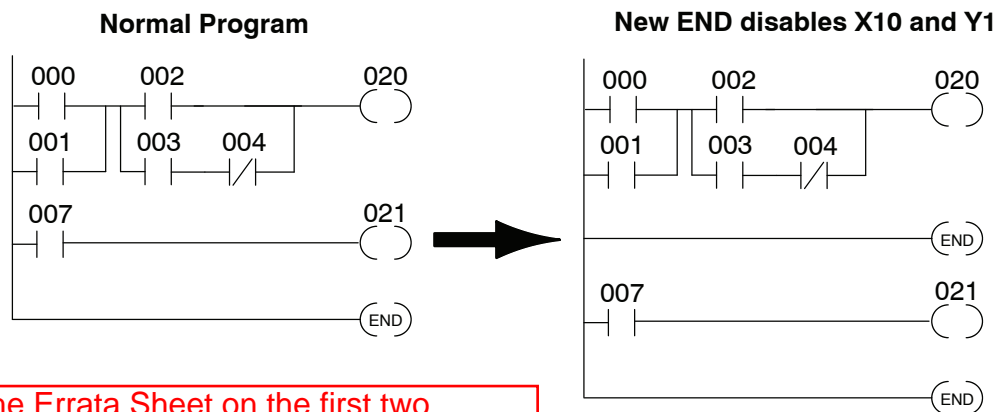 Normal Program
000 002 020
001 003 004
007 021
END
New END disables X10 and Y1
000 002 020
001 003 004
END
007 021
END
Errata Sheet on the first two